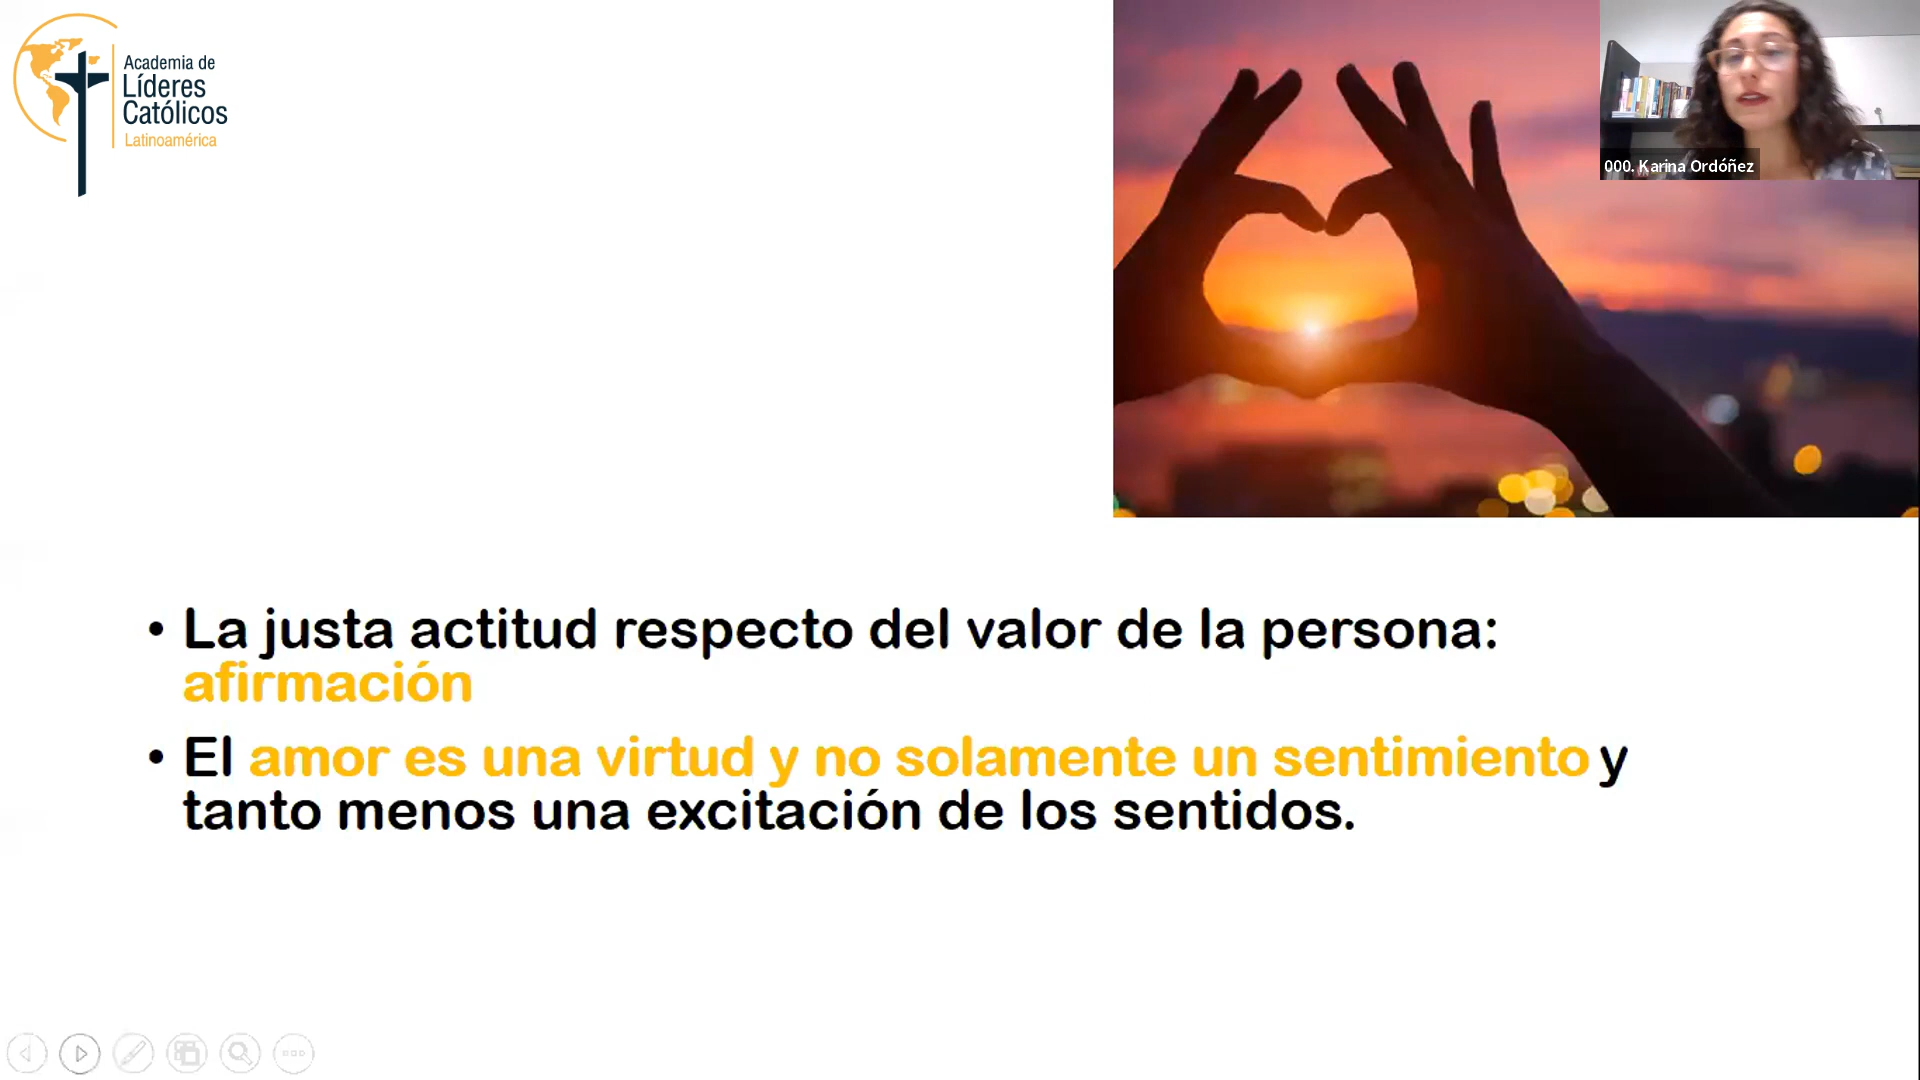 Academia de
Líderes
Católicos
Latinoamérica
000. Karina Ordóñez
• La justa actitud respecto del valor de la persona:
afirmación
• El amor es una virtud y no solamente un sentimiento y
tanto menos una excitación de los sentidos.